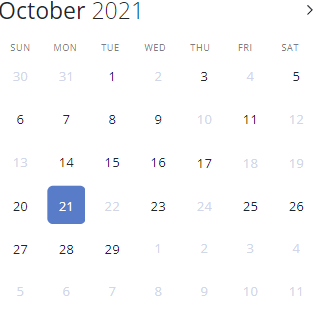 October 2021
SUN MON TUE WED THU FRI SAT
30 31 1 2 3 4 5
6 7 8 9 10 11 12
13 14 15 16 17 18 19
20 21 22 23 24 25 26
27 28 29 1 2 3 4
5 6 7 8 9 10 11